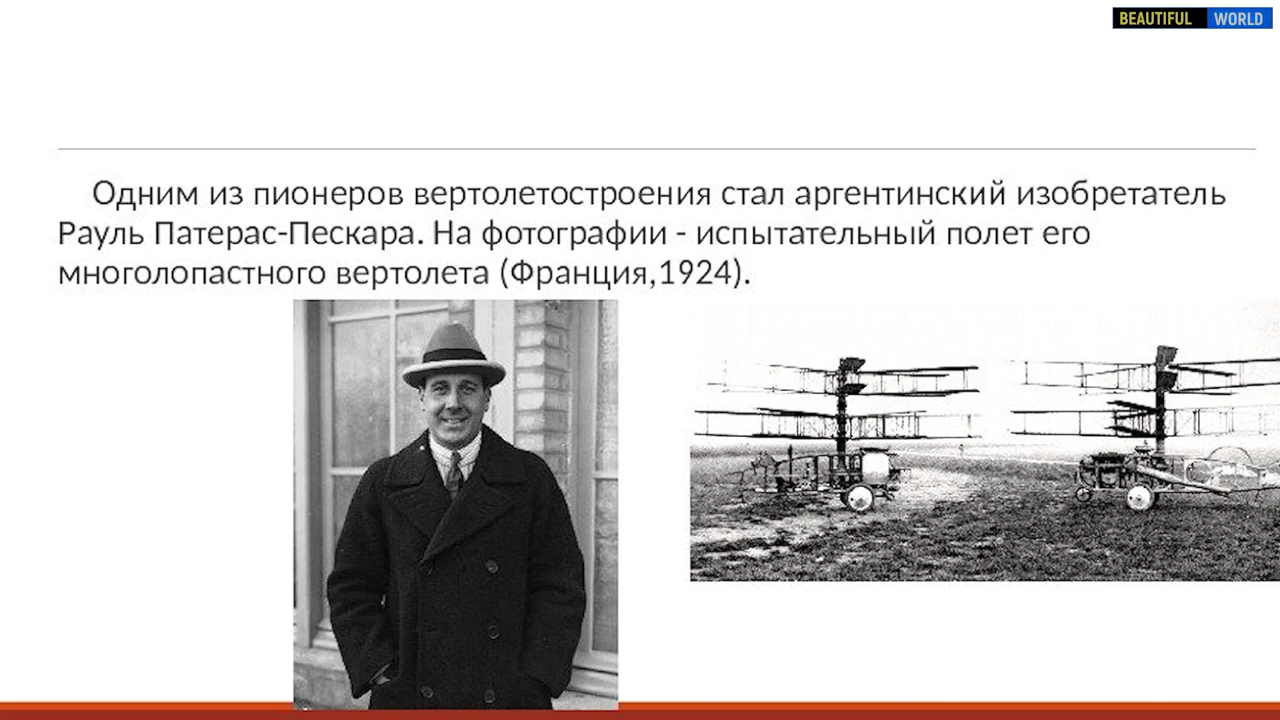 BEAUTIFUL WORLD
Одним из пионеров вертолетостроения стал аргентинский изобретатель
Рауль Патерас-Пескара. На фотографии - испытательный полет его
многолопастного вертолета (Франция,1924).